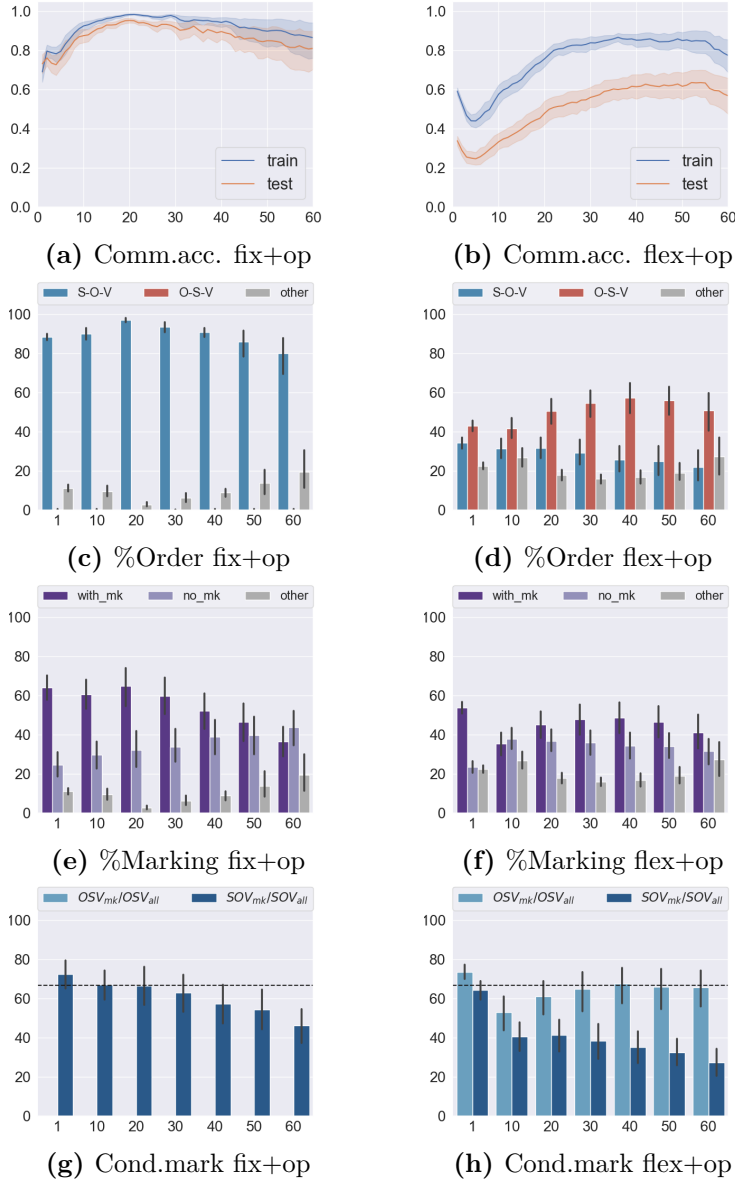 1.0
0.8
0.6
0.4
0.2
0.0
train
test
0 10 20 30 40 50 60
(a) Comm.acc. fix+op
1.0
0.8
0.6
0.4
0.2
0.0
train
test
0 10 20 30 40 50 60
(b) Comm.acc. flex+op
S-O-V O-S-V other
100
80
60
40
20
0
1 10 20 30 40 50 60
(c) %Order fix+op
S-O-V O-S-V other
100
80
60
40
20
0
1 10 20 30 40 50 60
(d) %Order flex+op
with_mk no_mk other
100
80
60
40
20
0
1 10 20 30 40 50 60
(e) %Marking fix+op
with_mk no_mk other
100
80
60
40
20
0
1 10 20 30 40 50 60
(f) %Marking flex+op
OSV_mk/OSV_all SOV_mk/SOV_all
100
80
60
40
20
0
1 10 20 30 40 50 60
(g) Cond.mark fix+op
OSV_mk/OSV_all SOV_mk/SOV_all
100
80
60
40
20
0
1 10 20 30 40 50 60
(h) Cond.mark flex+op